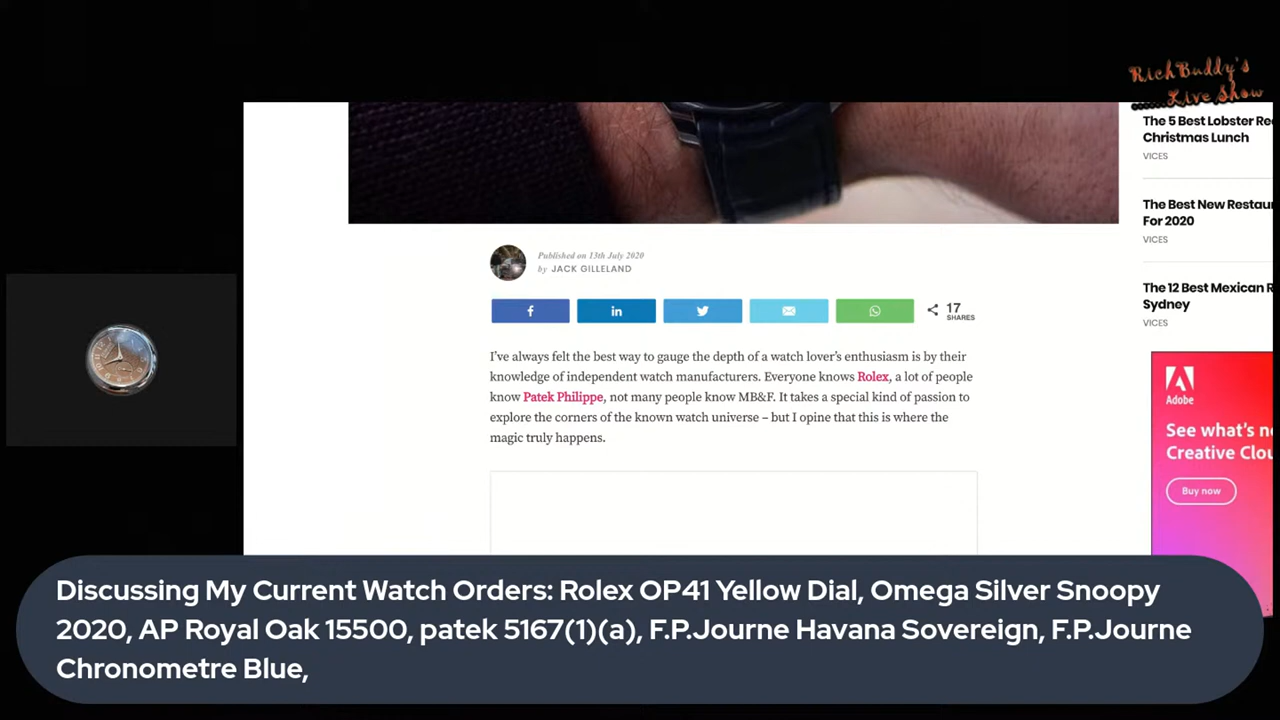 RichBuddy's
Live Show
The 5 Best Lobster Re
Christmas Lunch
VICES
The Best New Restau
For 2020
VICES
The 12 Best Mexican R
Sydney
VICES
Published on 13th July 2020
by JACK GILLELAND
f
in
17
SHARES
I've always felt the best way to gauge the depth of a watch lover's enthusiasm is by their
knowledge of independent watch manufacturers. Everyone knows Rolex, a lot of people
know Patek Philippe, not many people know MB&F. It takes a special kind of passion to
explore the corners of the known watch universe – but I opine that this is where the
magic truly happens.
Adobe
See what's n
Creative Clou
Buy now
Discussing My Current Watch Orders: Rolex OP41 Yellow Dial, Omega Silver Snoopy
2020, AP Royal Oak 15500, patek 5167(1)(a), F.P.Journe Havana Sovereign, F.P.Journe
Chronometre Blue,